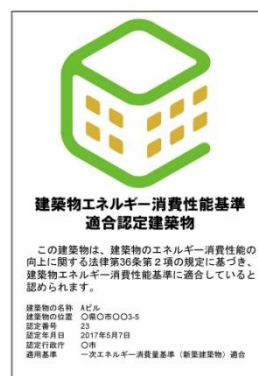 建築物エネルギー消費性能基準
適合認定建築物
この建築物は、建築物のエネルギー消費性能の
向上に関する法律第36条第2項の規定に基づき、
建築物エネルギー消費性能基準に適合していると
認められます。
建築物の名称 Aビル
建築物の位置 〇県〇市〇〇3-5
認定番号 23
認定年月日 2017年5月7日
認定行政庁 〇市
適用基準 一次エネルギー消費量基準(新築建築物)適合